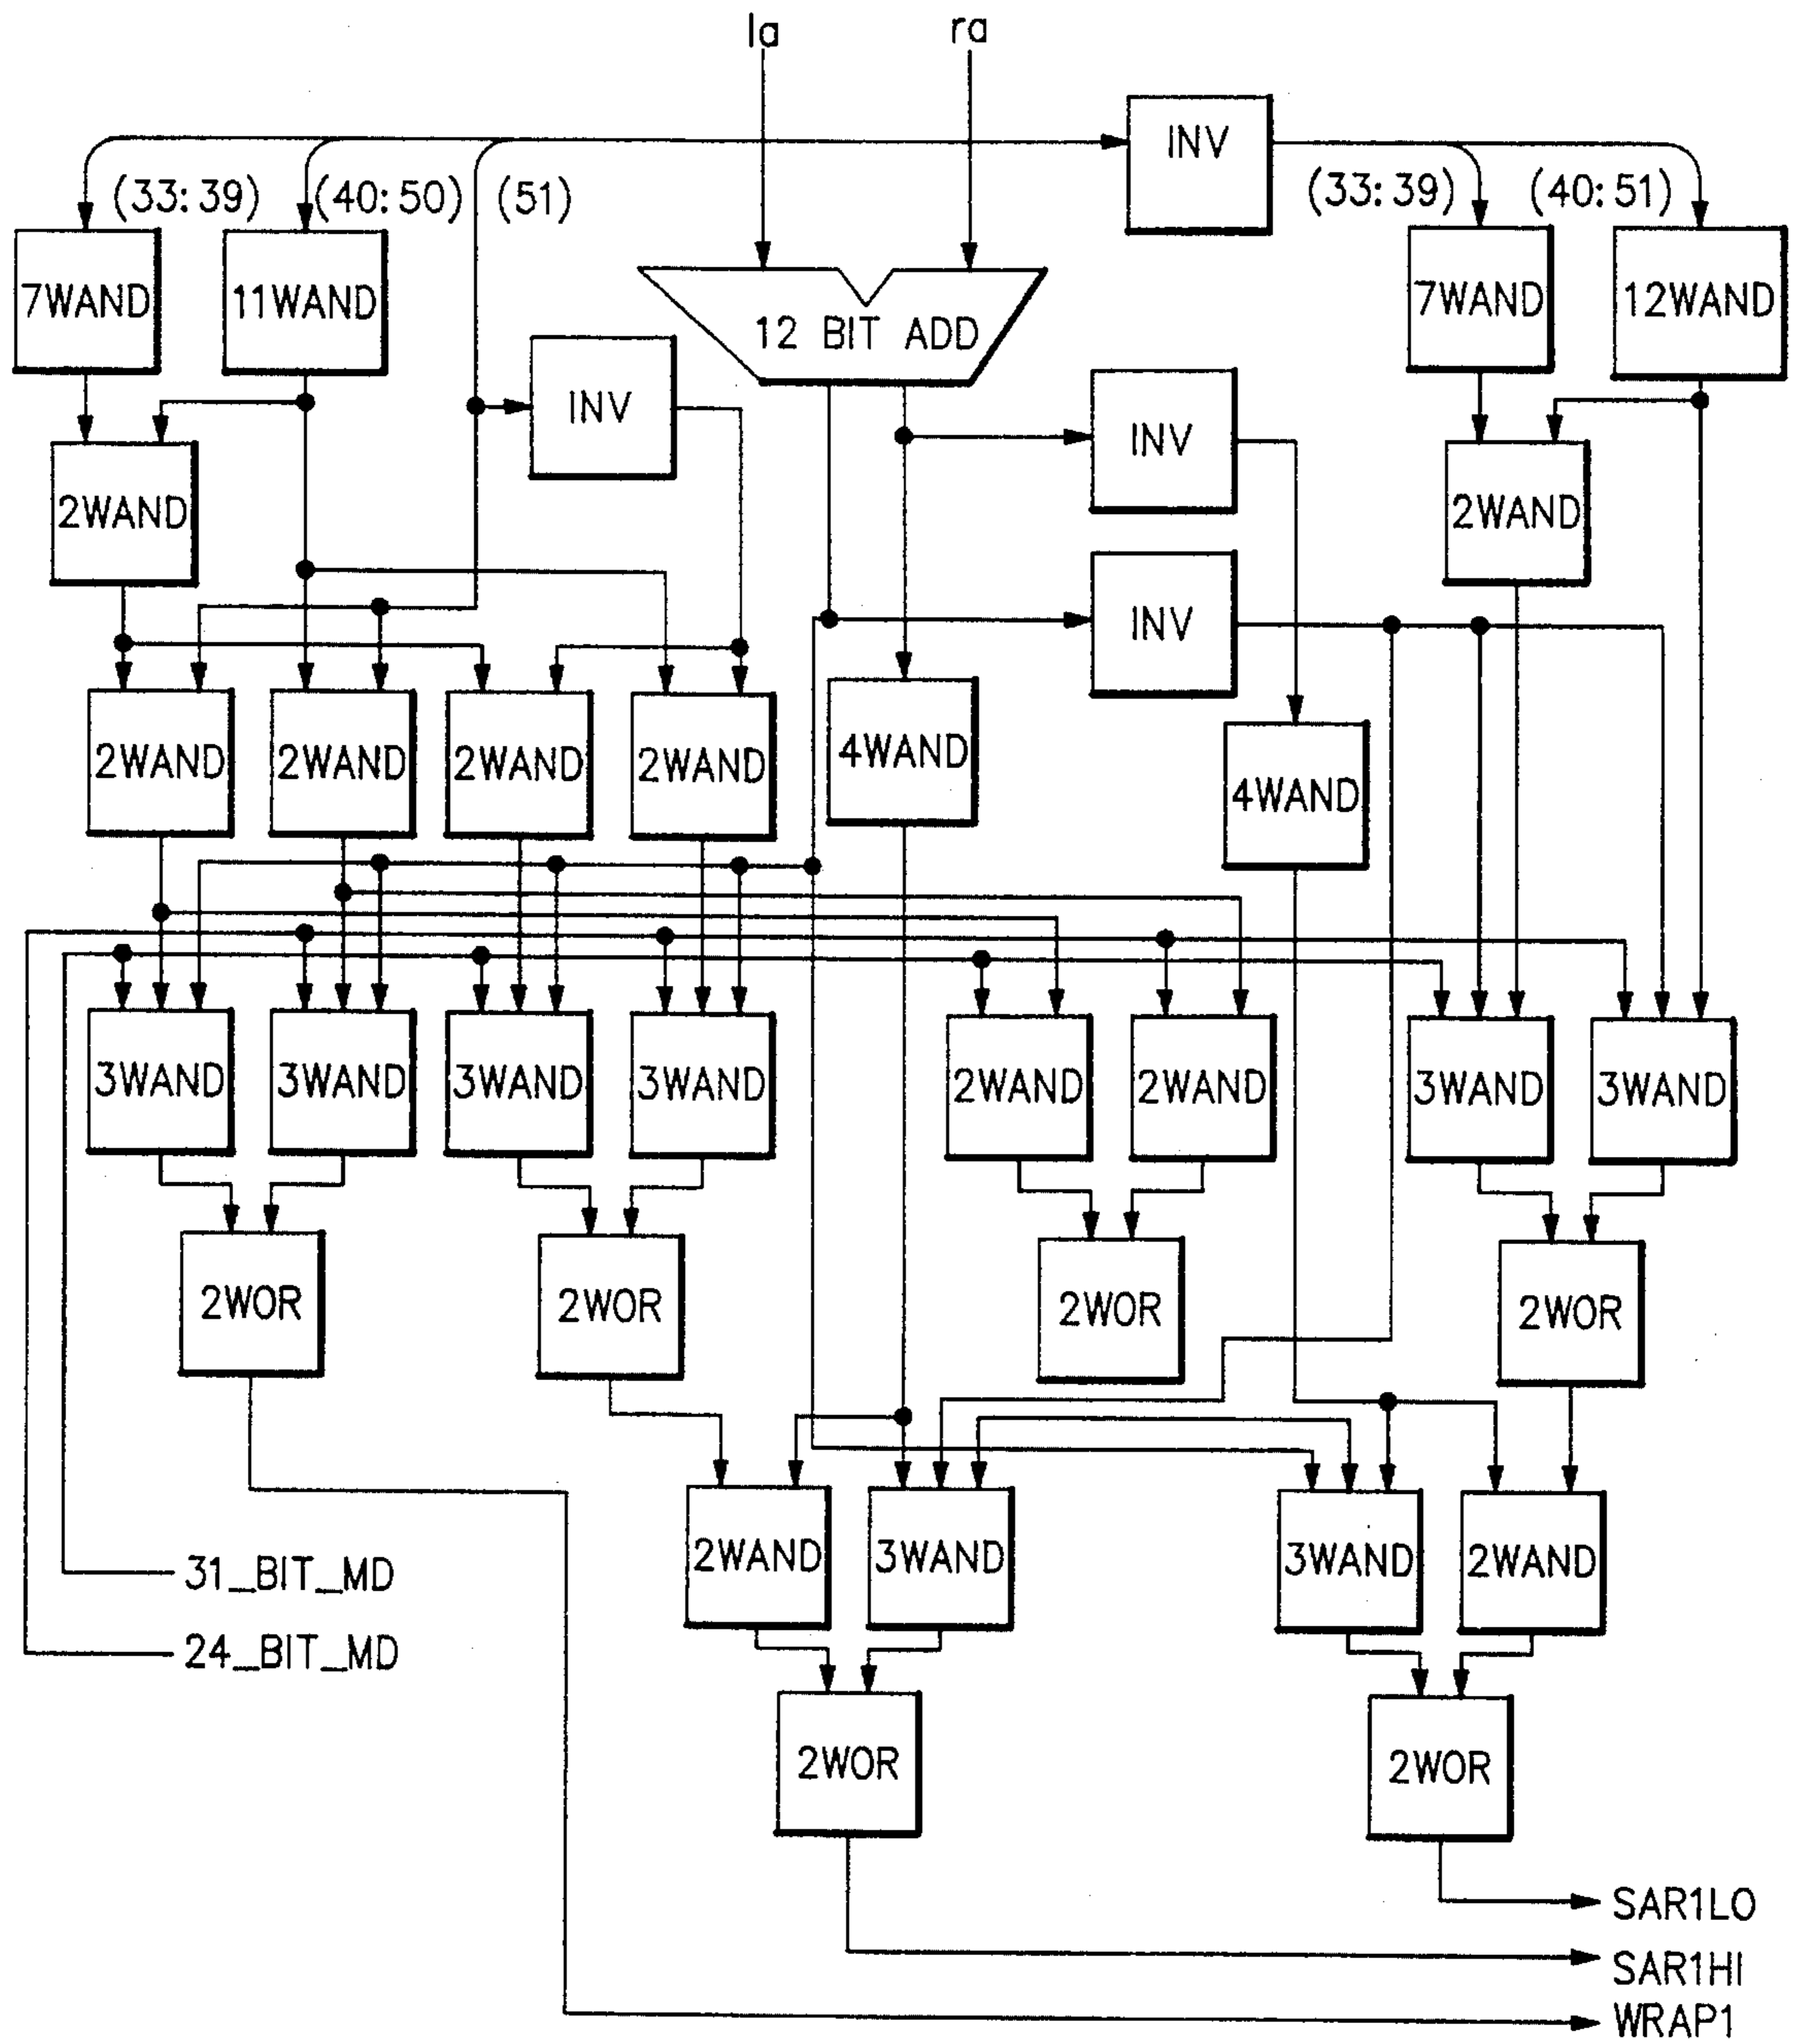 la ra
INV
(33:39) (40:50) (51) (33:39) (40:51)
7WAND 11WAND 7WAND 12WAND
12 BIT ADD
INV INV
2WAND 2WAND
INV
2WAND 2WAND 2WAND 2WAND 4WAND
4WAND
3WAND 3WAND 3WAND 3WAND 2WAND 2WAND 3WAND 3WAND
2WOR 2WOR 2WOR 2WOR
2WAND 3WAND 3WAND 2WAND
31_BIT_MD
24_BIT_MD
2WOR 2WOR
SAR1LO
SAR1HI
WRAP1